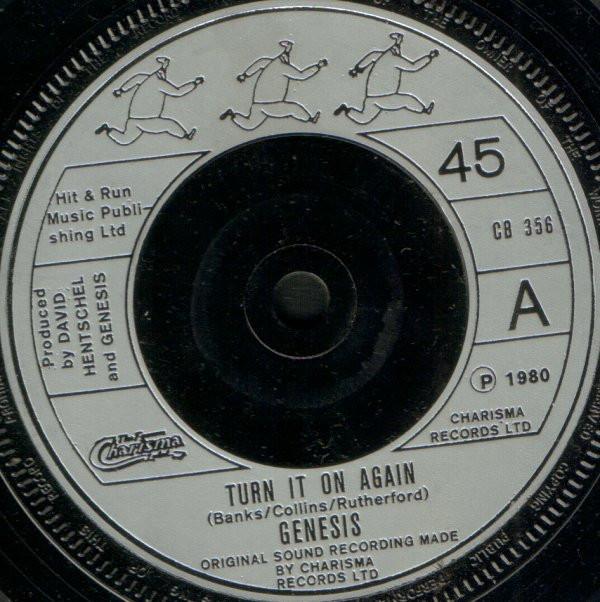 Hit & Run
Music Publi-
shing Ltd
Produced
by DAVID
HENTSCHEL
and GENESIS
The
Charisma
45
CB 356
A
℗ 1980
CHARISMA
RECORDS LTD
TURN IT ON AGAIN
(Banks/Collins/Rutherford)
GENESIS
ORIGINAL SOUND RECORDING MADE
BY CHARISMA
RECORDS LTD